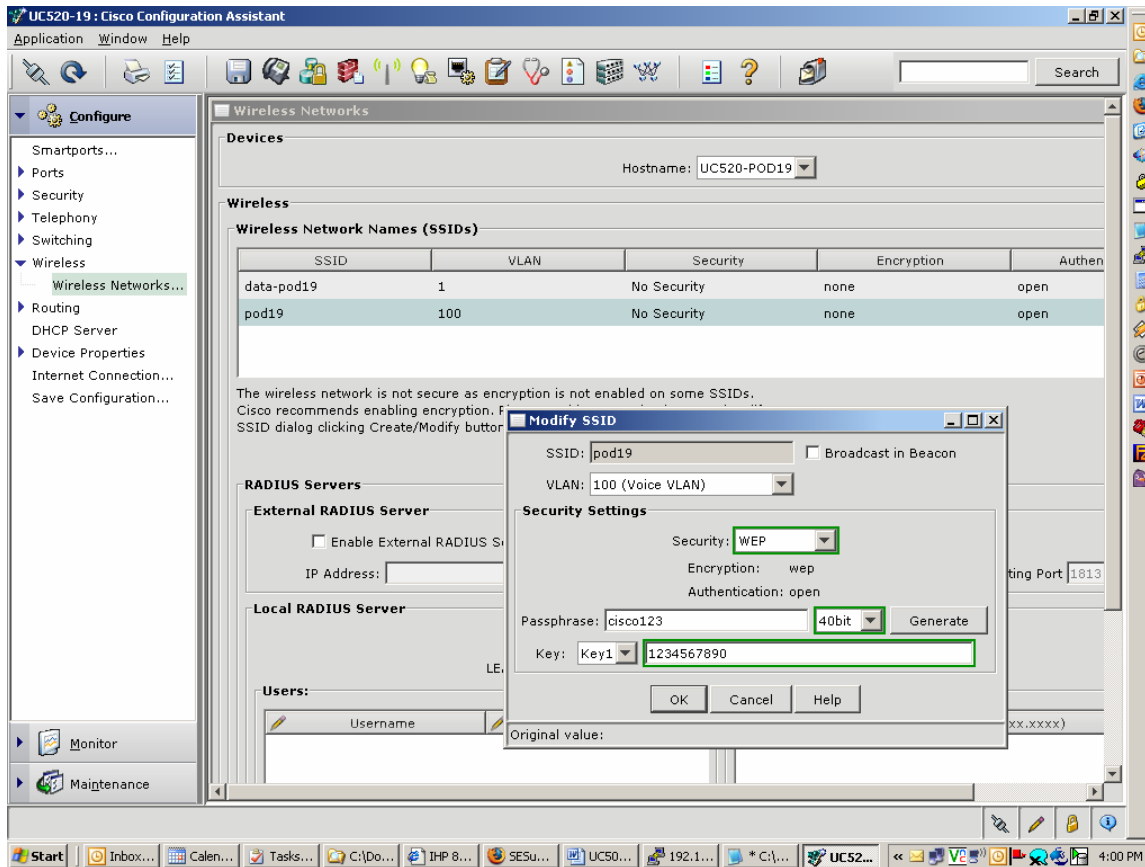 UC520-19 : Cisco Configuration Assistant
Application Window Help
Search
Configure
Smartports...
Ports
Security
Telephony
Switching
Wireless
Wireless Networks...
Routing
DHCP Server
Device Properties
Internet Connection...
Save Configuration...
Monitor
Maintenance
Wireless Networks
Devices
Hostname: UC520-POD19
Wireless
Wireless Network Names (SSIDs)
SSID VLAN Security Encryption Authen
data-pod19 1 No Security none open
pod19 100 No Security none open
The wireless network is not secure as encryption is not enabled on some SSIDs.
Cisco recommends enabling encryption.
SSID dialog clicking Create/Modify button
RADIUS Servers
External RADIUS Server
Enable External RADIUS S
IP Address:
ting Port 1813
Local RADIUS Server
LE
Users:
Username
xx.xxxx)
Modify SSID
SSID: pod19 Broadcast in Beacon
VLAN: 100 (Voice VLAN)
Security Settings
Security: WEP
Encryption: wep
Authentication: open
Passphrase: cisco123 40bit Generate
Key: Key1 1234567890
OK Cancel Help
Original value:
Start Inbox... Calen... Tasks... C:\Do... IHP 8... SESu... UC50... 192.1... * C:\... UC52... « 4:00 PM